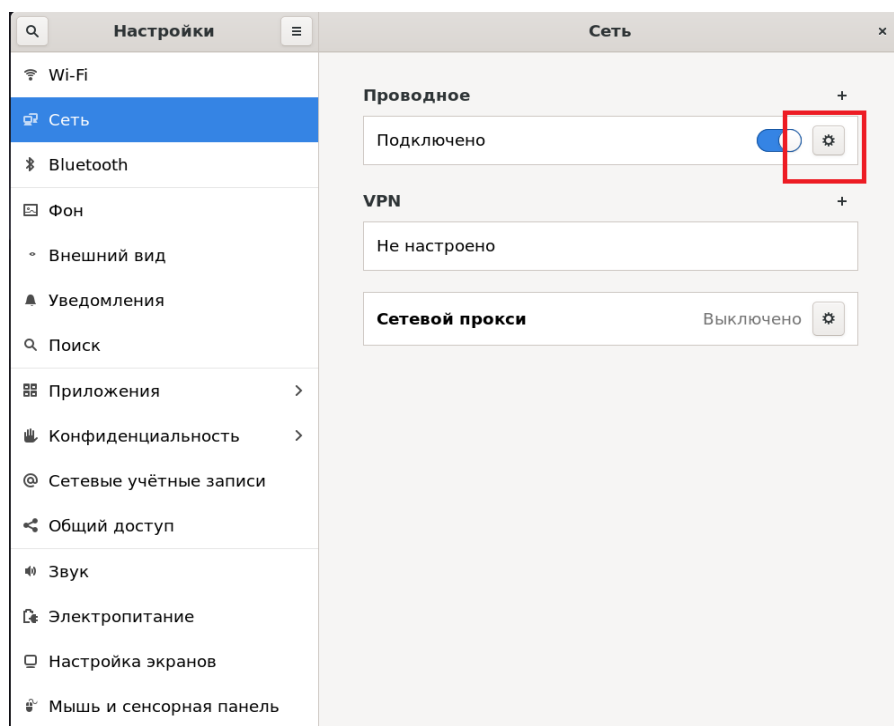 Настройки
Сеть
Wi-Fi
Сеть
Bluetooth
Фон
Внешний вид
Уведомления
Поиск
Приложения
Конфиденциальность
Сетевые учётные записи
Общий доступ
Звук
Электропитание
Настройка экранов
Мышь и сенсорная панель
Проводное
Подключено
VPN
Не настроено
Сетевой прокси Выключено